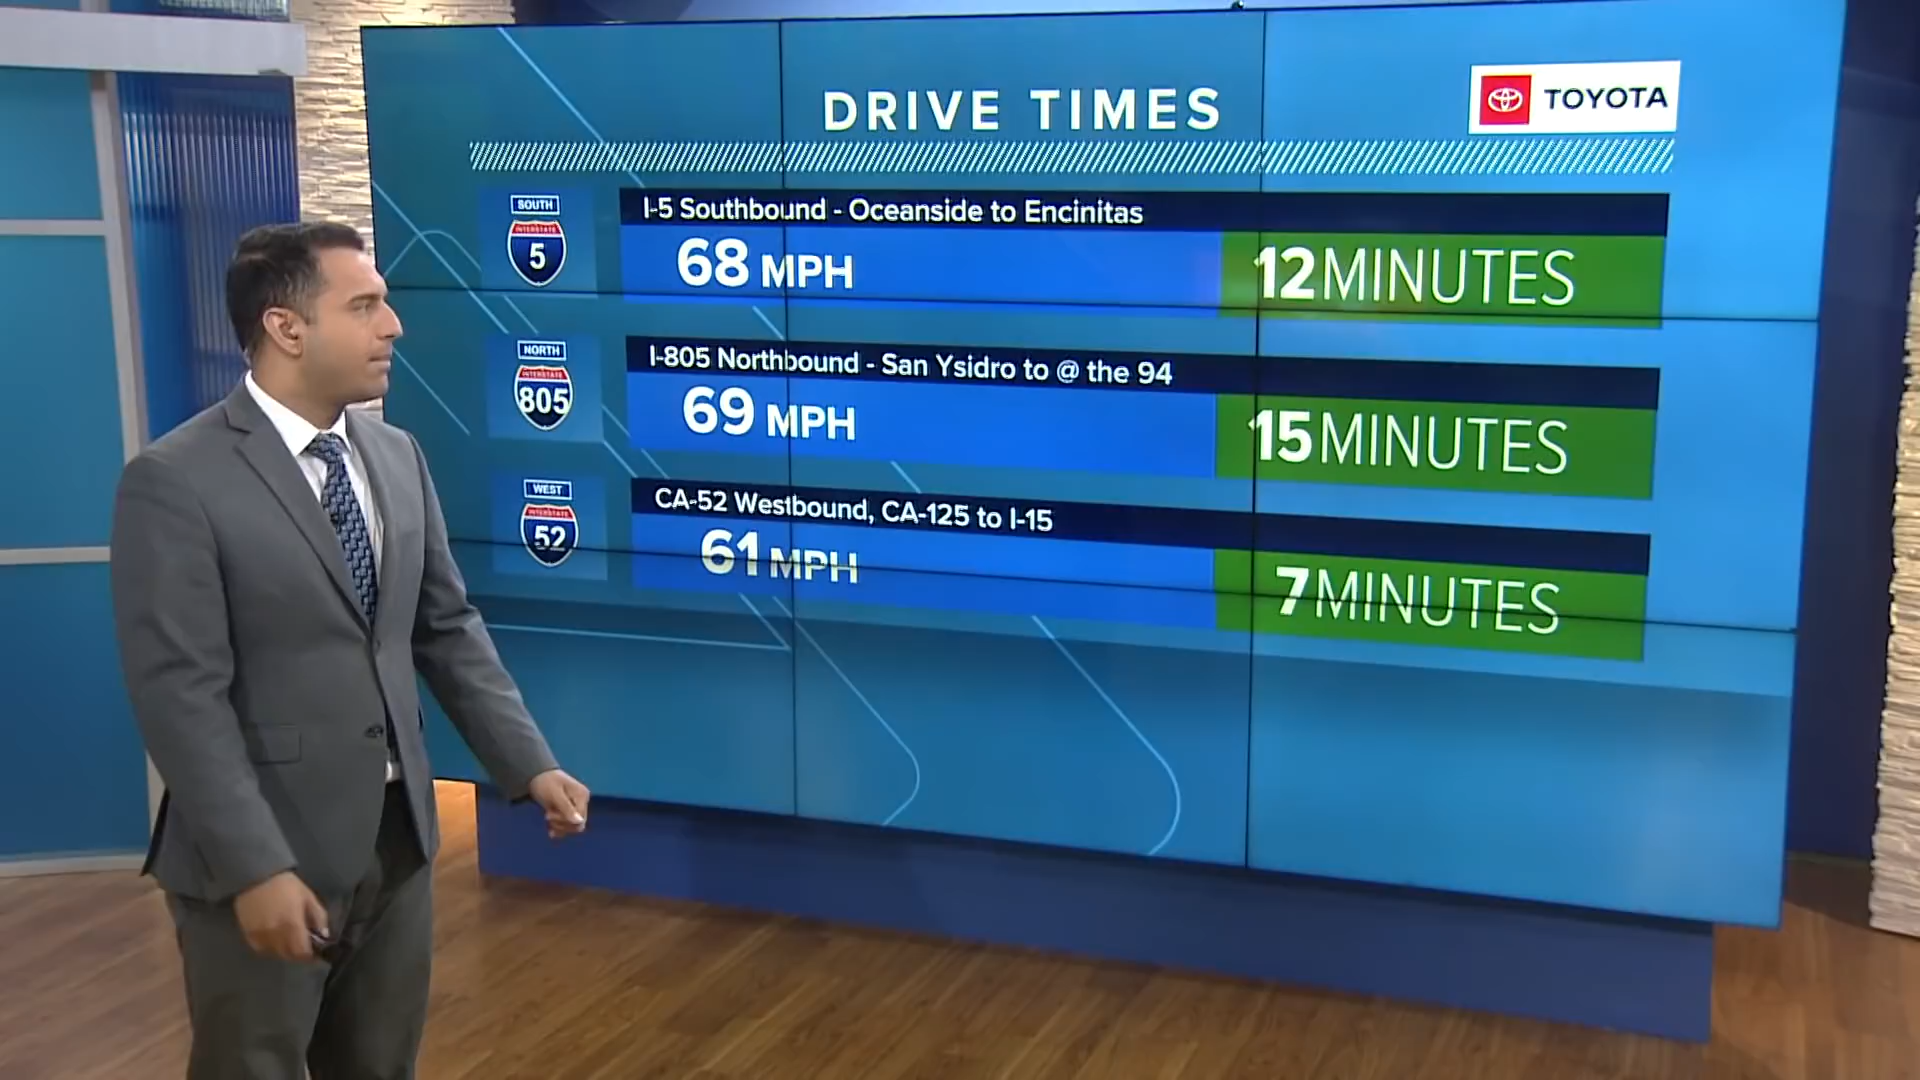 DRIVE TIMES
TOYOTA
SOUTH
INTERSTATE
5
I-5 Southbound - Oceanside to Encinitas
68 MPH
12 MINUTES
NORTH
INTERSTATE
805
I-805 Northbound - San Ysidro to @ the 94
69 MPH
15 MINUTES
WEST
INTERSTATE
52
CA-52 Westbound, CA-125 to I-15
61 MPH
7 MINUTES